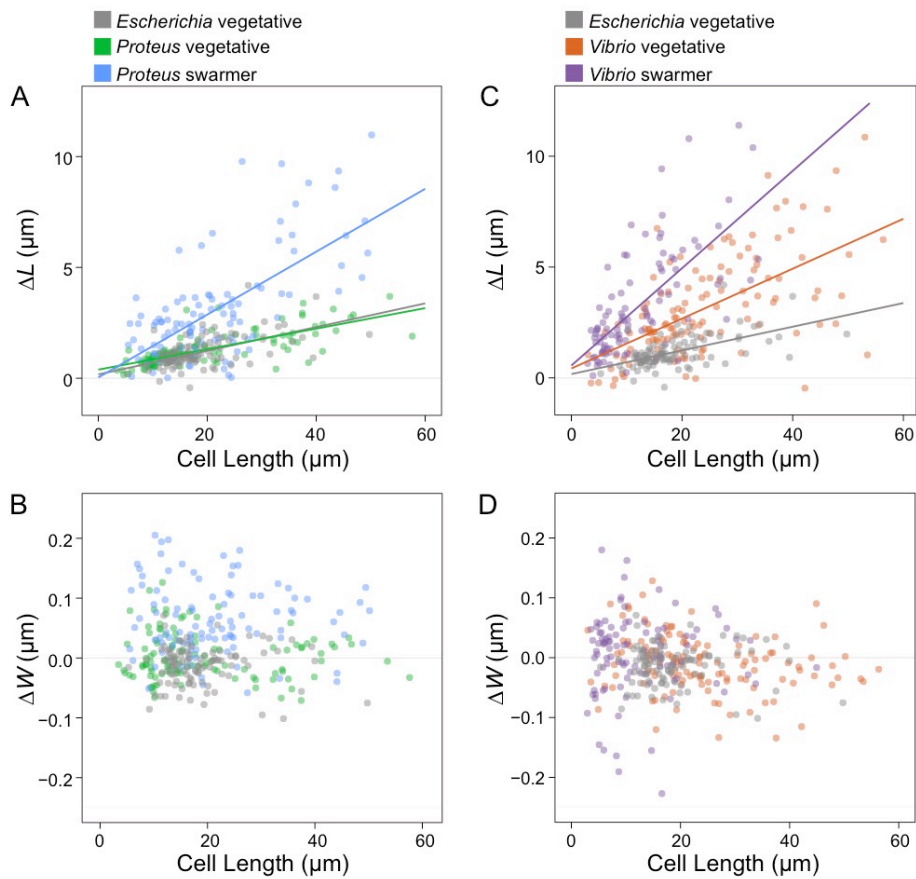 Escherichia vegetative
Proteus vegetative
Proteus swarmer
A
10
5
0
ΔL (μm)
0
20
40
60
Cell Length (μm)
Escherichia vegetative
Vibrio vegetative
Vibrio swarmer
C
10
5
0
ΔL (μm)
0
20
40
60
Cell Length (μm)
B
0.2
0.1
0.0
−0.1
−0.2
ΔW (μm)
0
20
40
60
Cell Length (μm)
D
0.2
0.1
0.0
−0.1
−0.2
ΔW (μm)
0
20
40
60
Cell Length (μm)